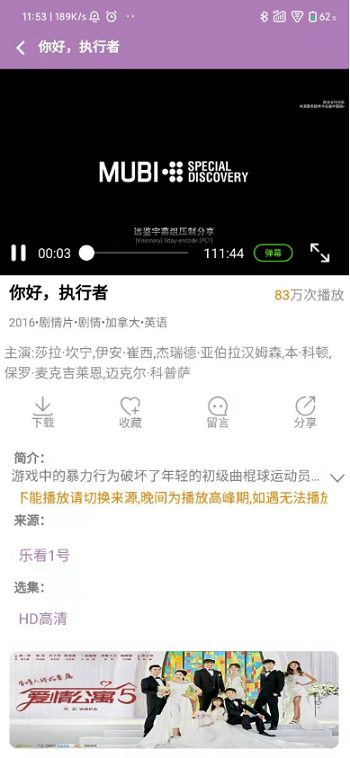 11:53 | 189K/s
62
你好，执行者
MUBI SPECIAL DISCOVERY
远鉴字幕组压制分享
[Visionary] 0day-encode [PCT]
00:03
111:44
弹幕
你好，执行者
83万次播放
2016•剧情片•剧情•加拿大•英语
主演:莎拉·坎宁,伊安·崔西,杰瑞德·亚伯拉汉姆森,本·科顿,
保罗·麦克吉莱恩,迈克尔·科普萨
下载
收藏
留言
分享
简介：
游戏中的暴力行为破坏了年轻的初级曲棍球运动员...
不能播放请切换来源,晚间为播放高峰期,如遇无法播放
来源：
乐看1号
选集：
HD高清
爱情公寓5